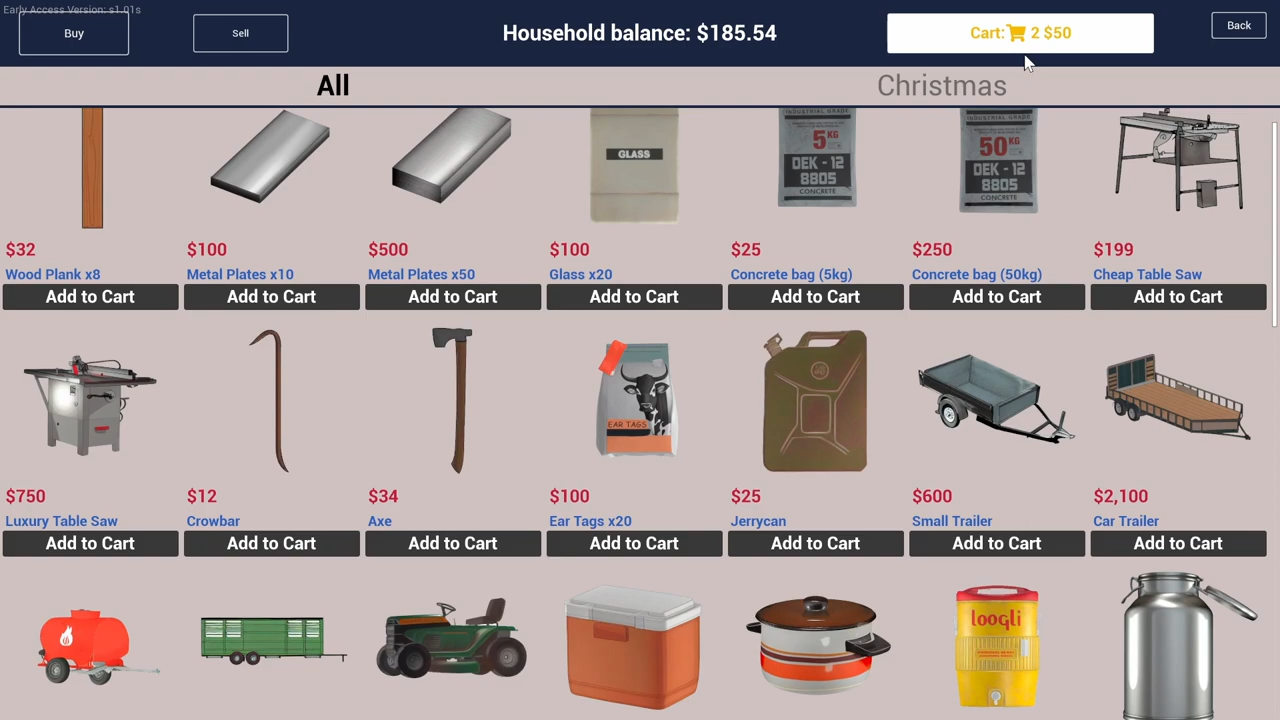 Early Access Version: s1.01s
Buy
Sell
Household balance: $185.54
Cart: 2 $50
Back
All
Christmas
GLASS
INDUSTRIAL GRADE
5KG
DEK - 12
8805
CONCRETE
INDUSTRIAL GRADE
50KG
DEK - 12
8805
CONCRETE
$32
$100
$500
$100
$25
$250
$199
Wood Plank x8
Metal Plates x10
Metal Plates x50
Glass x20
Concrete bag (5kg)
Concrete bag (50kg)
Cheap Table Saw
Add to Cart
Add to Cart
Add to Cart
Add to Cart
Add to Cart
Add to Cart
Add to Cart
EAR TAGS
$750
$12
$34
$100
$25
$600
$2,100
Luxury Table Saw
Crowbar
Axe
Ear Tags x20
Jerrycan
Small Trailer
Car Trailer
Add to Cart
Add to Cart
Add to Cart
Add to Cart
Add to Cart
Add to Cart
Add to Cart
loogli